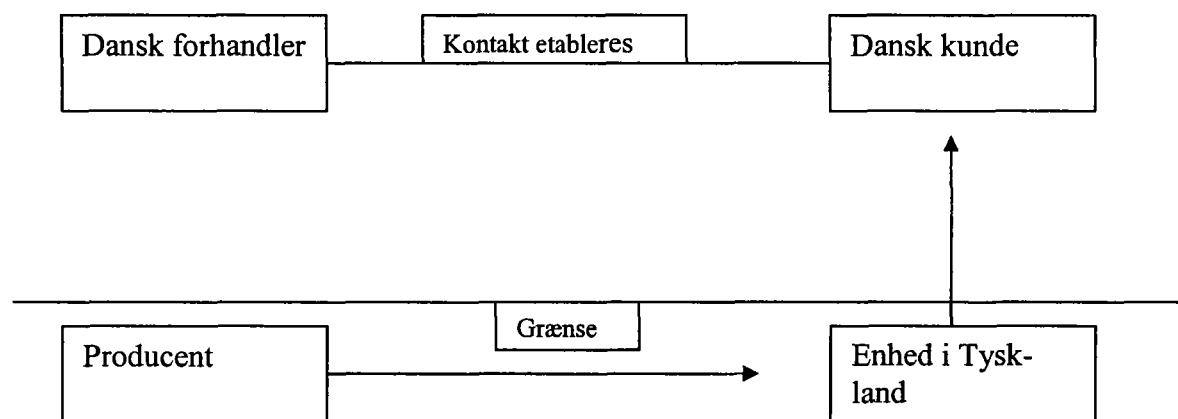 Dansk forhandler
Kontakt etableres
Dansk kunde
Grænse
Producent
Enhed i Tysk-
land